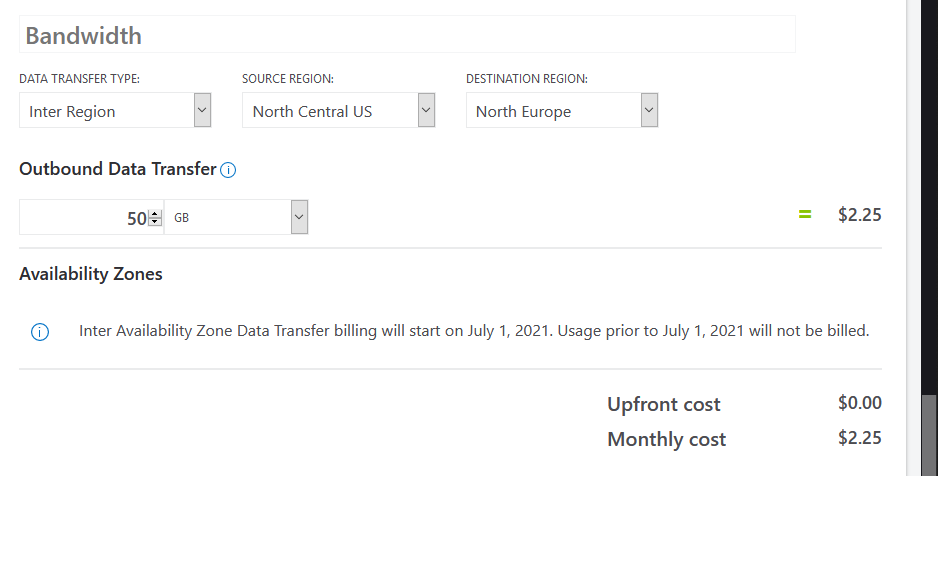 Bandwidth
DATA TRANSFER TYPE: SOURCE REGION: DESTINATION REGION:
Inter Region North Central US North Europe
Outbound Data Transfer
50 GB = $2.25
Availability Zones
Inter Availability Zone Data Transfer billing will start on July 1, 2021. Usage prior to July 1, 2021 will not be billed.
Upfront cost $0.00
Monthly cost $2.25